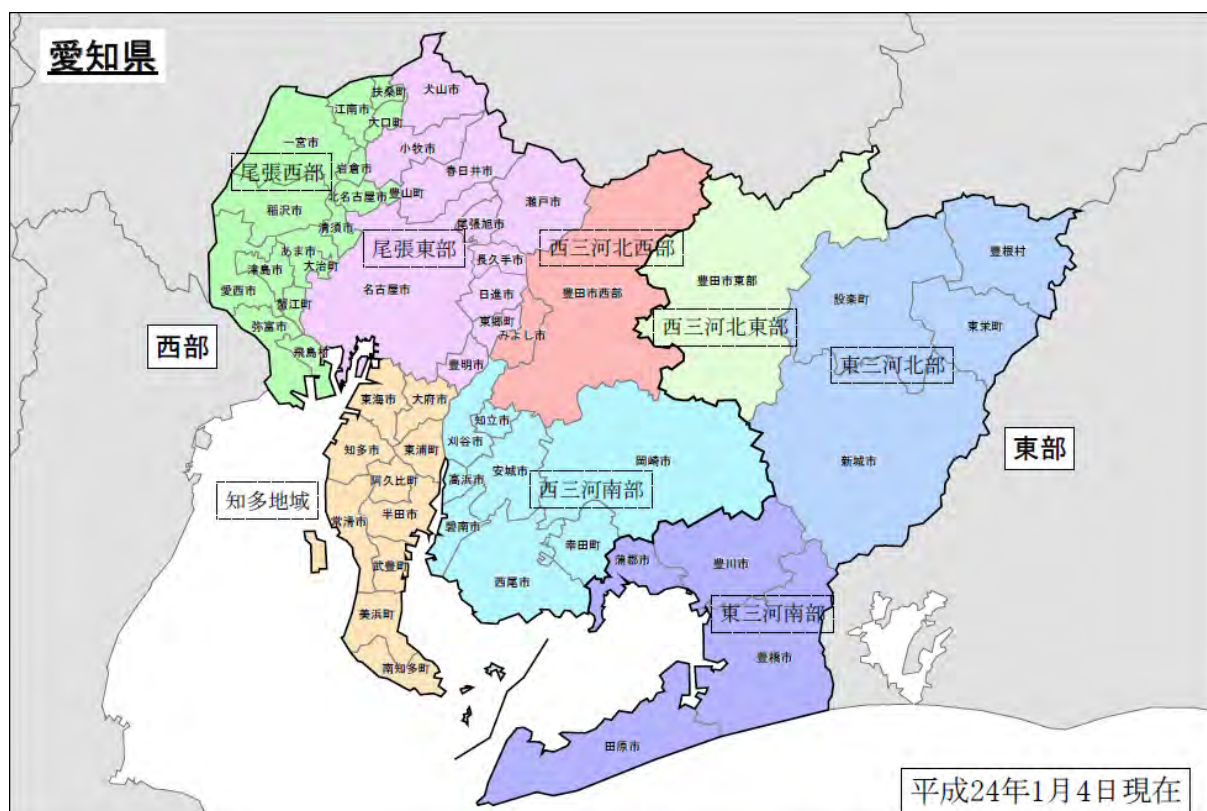 愛知県
扶桑町
犬山市
江南市
大口町
一宮市
小牧市
岩倉市
春日井市
尾張西部
北名古屋市
豊山町
瀬戸市
稲沢市
清須市
尾張旭市
尾張東部
西三河北西部
あま市
大治町
長久手市
津島市
豊田市東部
豊根村
愛西市
蟹江町
名古屋市
日進市
豊田市西部
設楽町
弥富市
東郷町
みよし市
西三河北東部
東栄町
西部
飛島村
豊明市
東三河北部
東海市
大府市
知立市
刈谷市
知多市
東浦町
岡崎市
新城市
東部
安城市
高浜市
阿久比町
西三河南部
知多地域
半田市
常滑市
碧南市
幸田町
蒲郡市
豊川市
武豊町
西尾市
美浜町
東三河南部
南知多町
豊橋市
田原市
平成24年1月4日現在